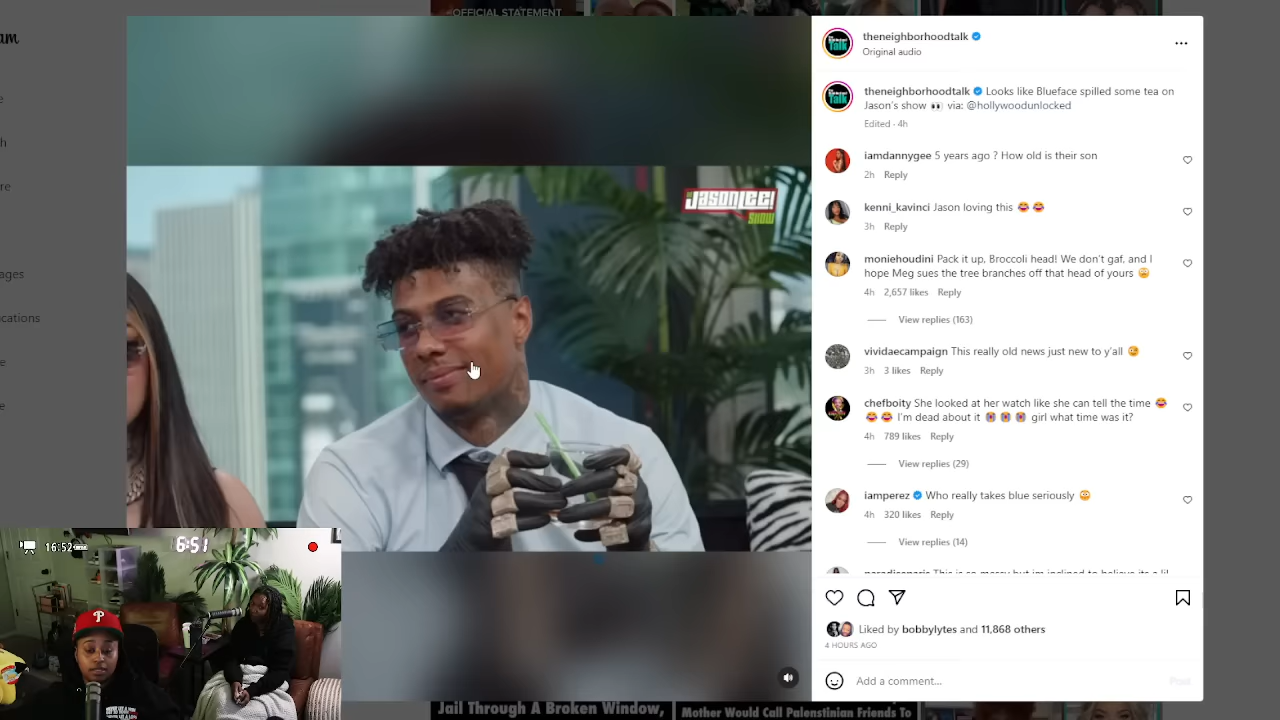 OFFICIAL STATEMENT
am
theneighborhoodtalk
Original audio
theneighborhoodtalk Looks like Blueface spilled some tea on
Jason's show 👀 via: @hollywoodunlocked
Edited · 4h
iamdannygee 5 years ago ? How old is their son
2h Reply
kenni_kavinci Jason loving this 😂 😂
3h Reply
moniehoudini Pack it up, Broccoli head! We don't gaf, and I
hope Meg sues the tree branches off that head of yours
4h 2,657 likes Reply
View replies (163)
vividaecampaign This really old news just new to y'all
3h 3 likes Reply
chefboity She looked at her watch like she can tell the time 😂
😂 😂 I'm dead about it 😭 😭 😭 girl what time was it?
4h 789 likes Reply
View replies (29)
iamperez Who really takes blue seriously
4h 320 likes Reply
View replies (14)
Liked by bobbylytes and 11,868 others
4 HOURS AGO
Add a comment...
Post
JASON LEE!
SHOW
ages
ications
16:52
6:51
P
Jail Through A Broken Window,
Mother Would Call Palenstinian Friends To
Talk